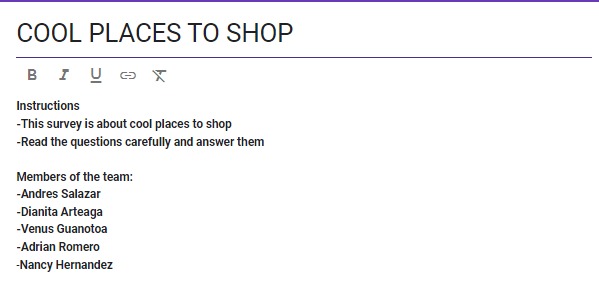 COOL PLACES TO SHOP
B I U
Instructions
-This survey is about cool places to shop
-Read the questions carefully and answer them
Members of the team:
-Andres Salazar
-Dianita Arteaga
-Venus Guanotoa
-Adrian Romero
-Nancy Hernandez